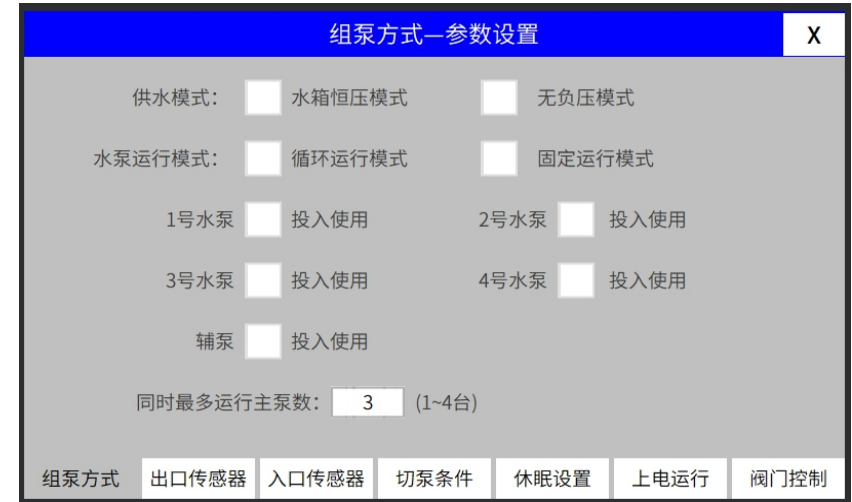 组泵方式—参数设置 X
供水模式： 水箱恒压模式 无负压模式
水泵运行模式： 循环运行模式 固定运行模式
1号水泵 投入使用 2号水泵 投入使用
3号水泵 投入使用 4号水泵 投入使用
辅泵 投入使用
同时最多运行主泵数： 3 (1~4台)
组泵方式 出口传感器 入口传感器 切泵条件 休眠设置 上电运行 阀门控制